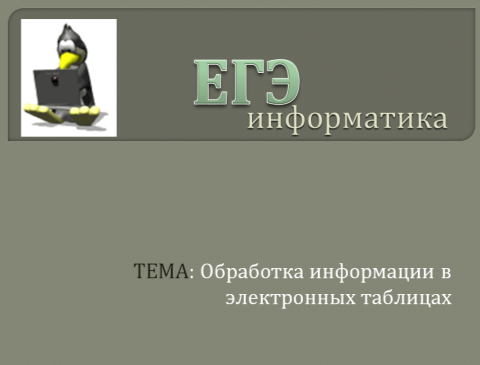 ЕГЭ
информатика
ТЕМА: Обработка информации в
электронных таблицах